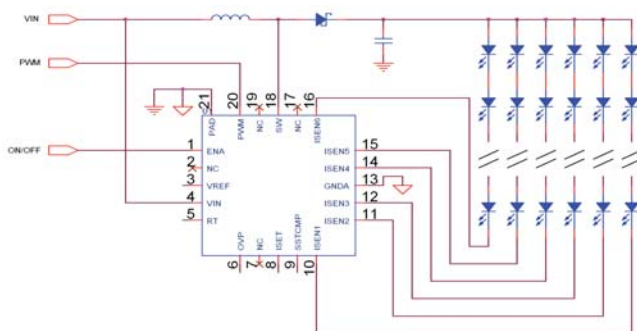 VIN
PWM
ON/OFF
21 20 19 18 17 16
PAD PWM NC SW NC ISEN6
1 ENA
2 NC
3 VREF
4 VIN
5 RT
ISEN5 15
ISEN4 14
GNDA 13
ISEN3 12
ISEN2 11
OVP NC ISET SSTCMP ISEN1
6 7 8 9 10